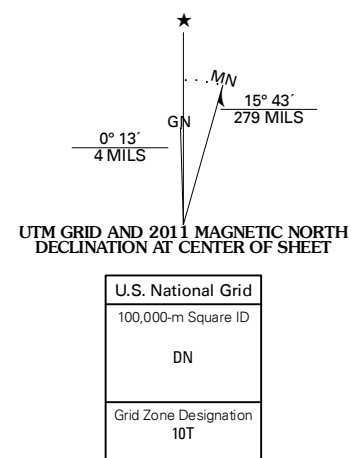 MN
GN
15° 43´
279 MILS
0° 13´
4 MILS
UTM GRID AND 2011 MAGNETIC NORTH
DECLINATION AT CENTER OF SHEET
U.S. National Grid
100,000-m Square ID
DN
Grid Zone Designation
10T